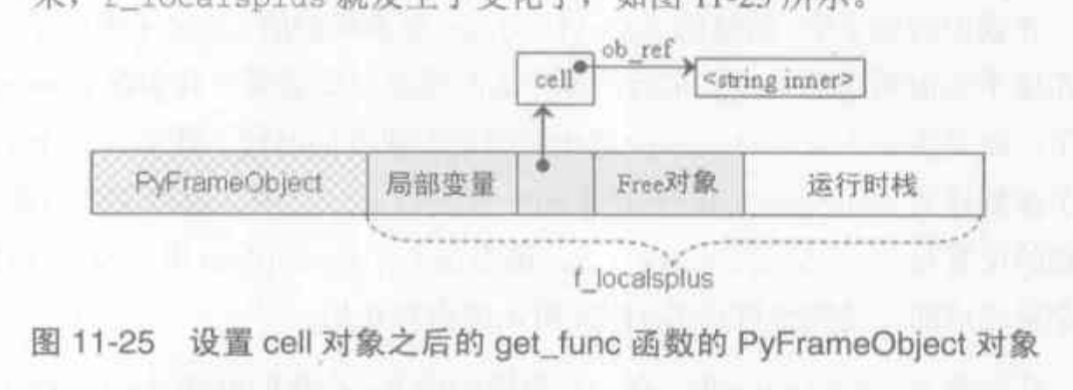 来，f_localsplus 就发生了变化了，如图 11-25 所示。
ob_ref
cell
<string inner>
PyFrameObject 局部变量 Free对象 运行时栈
f_localsplus
图 11-25 设置 cell 对象之后的 get_func 函数的 PyFrameObject 对象